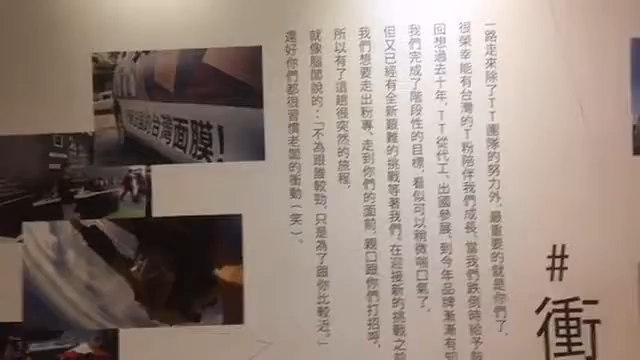 #衝
一路走來除了TT團隊的努力外,最重要的就是你們了,
很榮幸能有台灣的T粉陪伴我們成長、當我們跌倒時給予
回想過去十年,TT從代工、出國參展、到今年品牌漸漸有
我們完成了階段性的目標,看似可以稍微喘口氣了,
但又已經有全新艱難的挑戰等著我們。在迎接新的挑戰之前
我們想要走出粉專、走到你們的面前,親口跟你們打招呼,
所以有了這趟很突然的旅程,
就像腦闆說的:「不為跟誰較勁,只是為了跟你比較近。」
還好你們都很習慣老闆的衝動(笑)。
的台灣面膜!